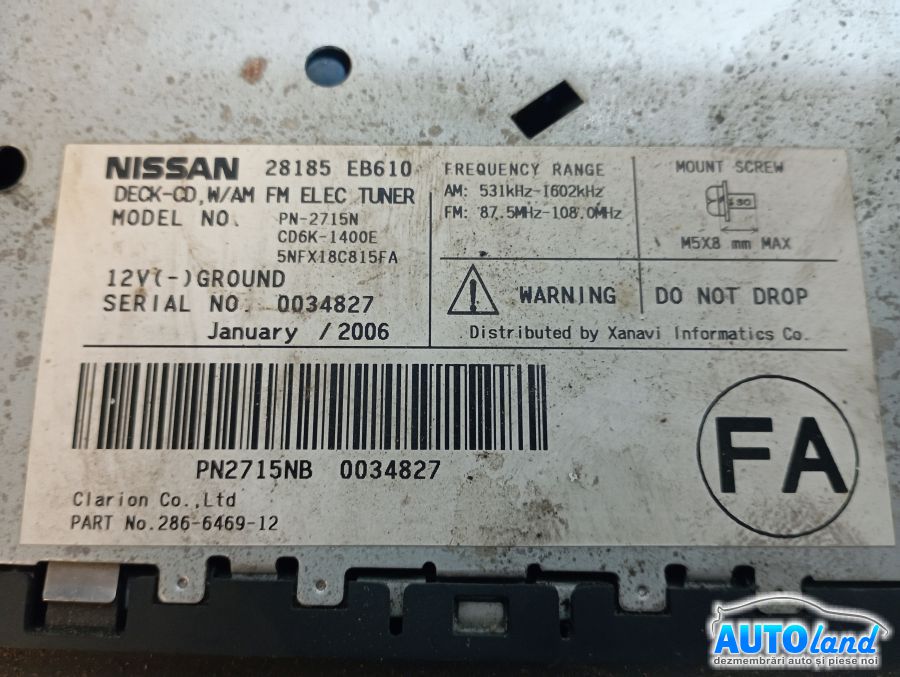 NISSAN 28185 EB610
DECK-CD,W/AM FM ELEC TUNER
MODEL NO. PN-2715N
CD6K-1400E
5NFX18C815FA
12V(-)GROUND
SERIAL NO. 0034827
January /2006
FREQUENCY RANGE
AM: 531kHz-1602kHz
FM: 87.5MHz-108.0MHz
MOUNT SCREW
M5X8 mm MAX
WARNING
DO NOT DROP
Distributed by Xanavi Informatics Co.
PN2715NB 0034827
Clarion Co.,Ltd
PART No.286-6469-12
FA
AUTOland
dezmembrări auto și piese noi